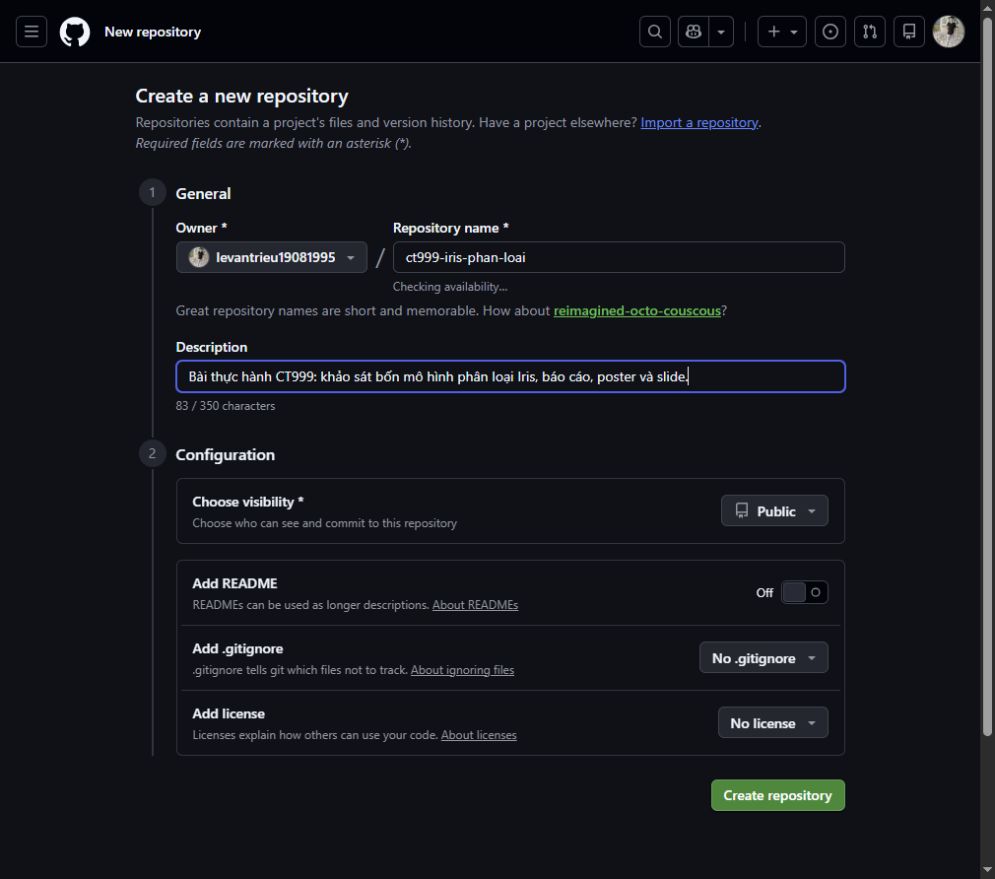 New repository
Create a new repository
Repositories contain a project's files and version history. Have a project elsewhere? Import a repository.
Required fields are marked with an asterisk (*).
1 General
Owner * Repository name *
levantrieu19081995 / ct999-iris-phan-loai
Checking availability...
Great repository names are short and memorable. How about reimagined-octo-couscous?
Description
Bài thực hành CT999: khảo sát bốn mô hình phân loại Iris, báo cáo, poster và slide.
83 / 350 characters
2 Configuration
Choose visibility *
Choose who can see and commit to this repository
Public
Add README
READMEs can be used as longer descriptions. About READMEs
Off
Add .gitignore
.gitignore tells git which files not to track. About ignoring files
No .gitignore
Add license
Licenses explain how others can use your code. About licenses
No license
Create repository